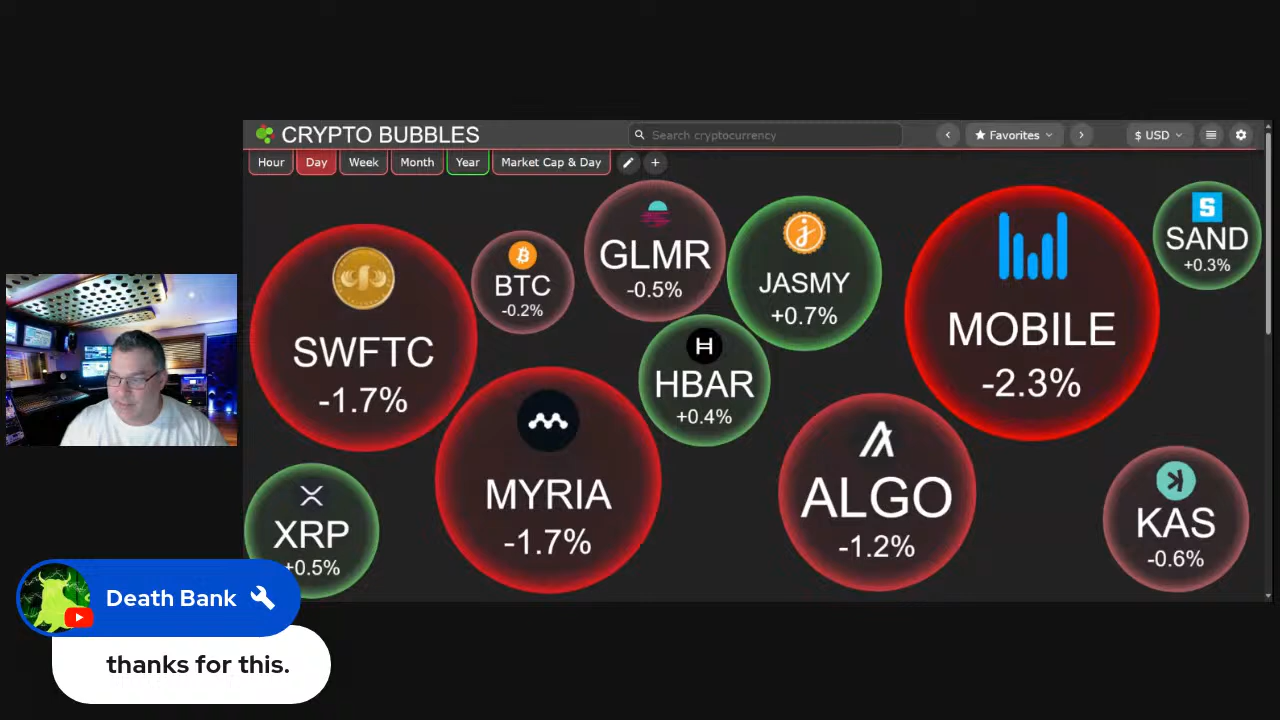 CRYPTO BUBBLES
Search cryptocurrency
Favorites
$ USD
Hour
Day
Week
Month
Year
Market Cap & Day
SWFTC
-1.7%
BTC
-0.2%
GLMR
-0.5%
JASMY
+0.7%
MOBILE
-2.3%
SAND
+0.3%
HBAR
+0.4%
MYRIA
-1.7%
ALGO
-1.2%
KAS
-0.6%
XRP
+0.5%
Death Bank
thanks for this.